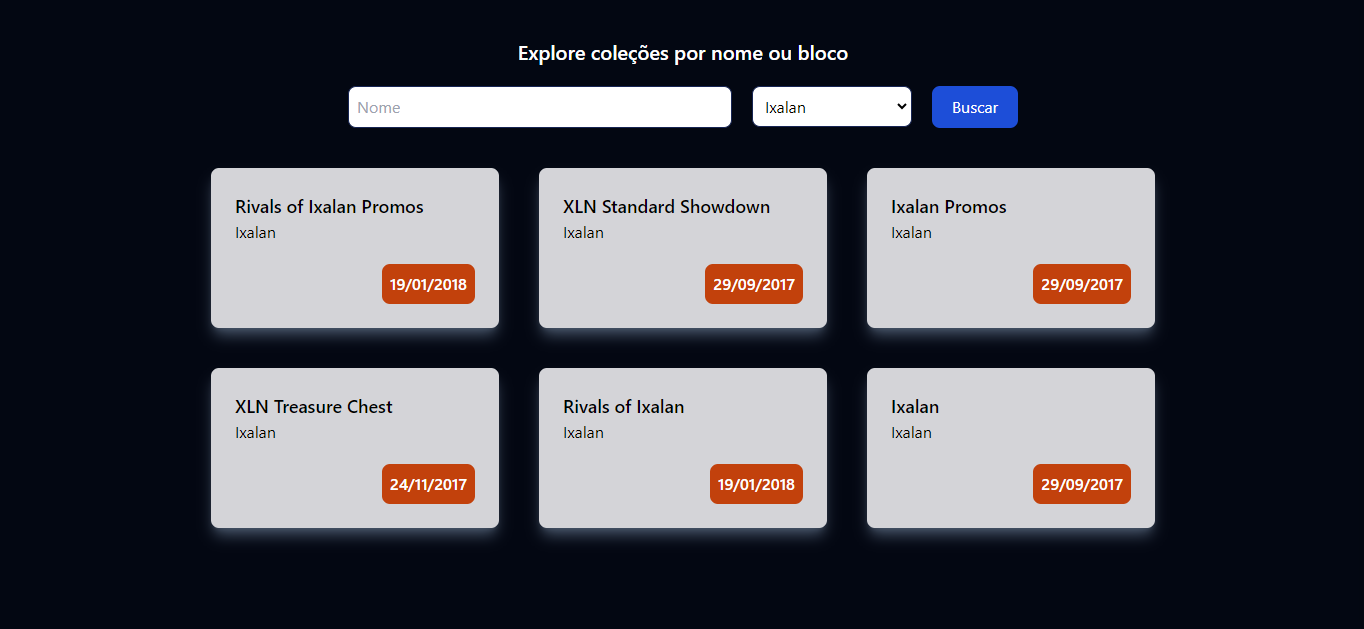 Explore coleções por nome ou bloco
Nome
Ixalan
Buscar
Rivals of Ixalan Promos
Ixalan
19/01/2018
XLN Standard Showdown
Ixalan
29/09/2017
Ixalan Promos
Ixalan
29/09/2017
XLN Treasure Chest
Ixalan
24/11/2017
Rivals of Ixalan
Ixalan
19/01/2018
Ixalan
Ixalan
29/09/2017